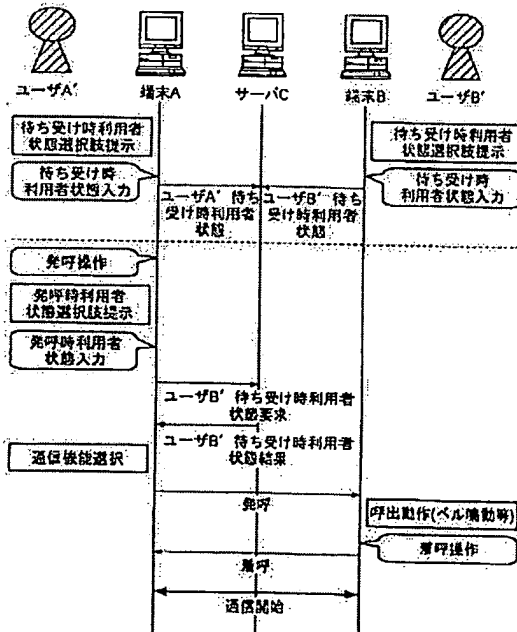 ユーザA′
端末A
サーバC
端末B
ユーザB′
待ち受け時利用者
状態選択肢提示
待ち受け時利用者
状態選択肢提示
待ち受け時
利用者状態入力
待ち受け時
利用者状態入力
ユーザA′ 待ち
受け時利用者
状態
ユーザB′ 待ち
受け時利用者
状態
発呼操作
発呼時利用者
状態選択肢提示
発呼時利用者
状態入力
ユーザB′ 待ち受け時利用者
状態要求
ユーザB′ 待ち受け時利用者
状態結果
通信機能選択
発呼
呼出動作(ベル鳴動等)
着呼操作
着呼
通信開始